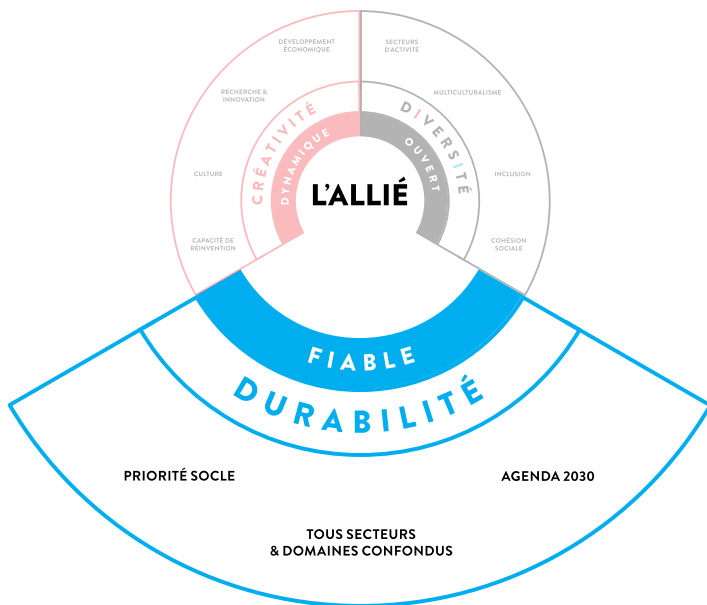 DÉVELOPPEMENT
ÉCONOMIQUE
SECTEURS
D'ACTIVITÉ
RECHERCHE &
INNOVATION
MULTICULTURALISME
CRÉATIVITÉ
DYNAMIQUE
DIVERSITÉ
OUVERT
CULTURE
L'ALLIÉ
INCLUSION
CAPACITÉ DE
RÉINVENTION
COHÉSION
SOCIALE
FIABLE
DURABILITÉ
PRIORITÉ SOCLE
AGENDA 2030
TOUS SECTEURS
& DOMAINES CONFONDUS